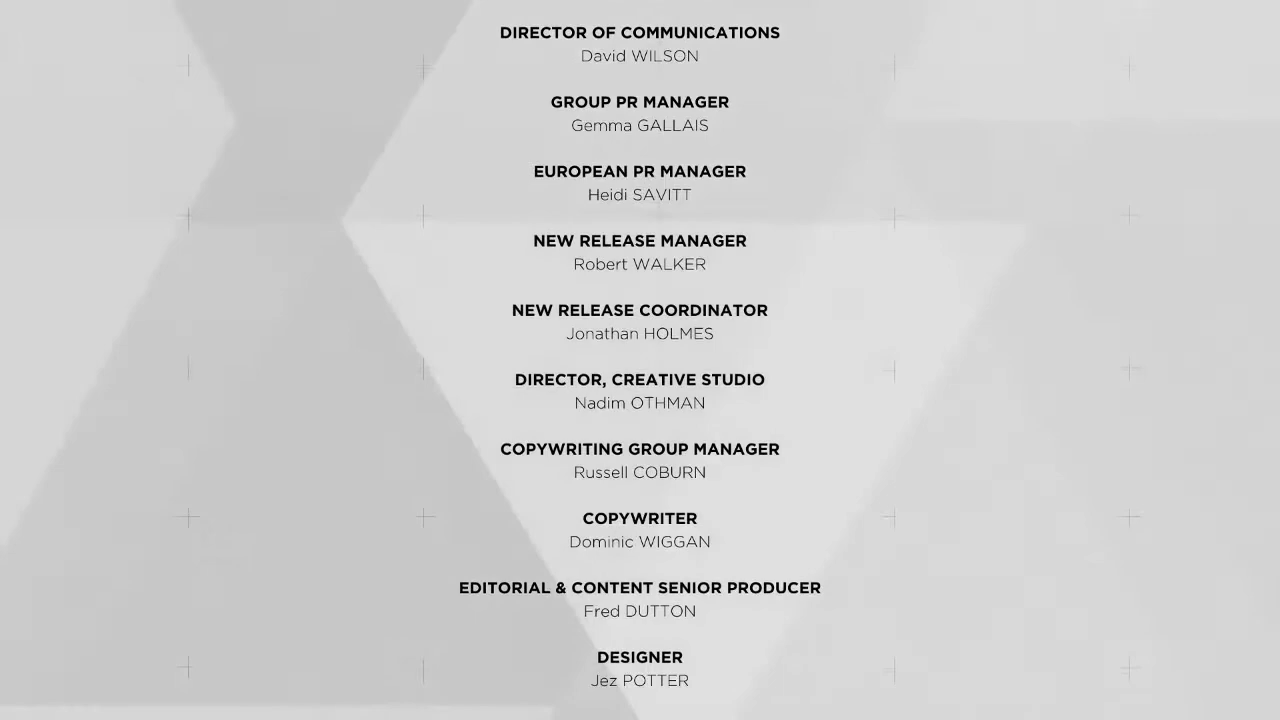 DIRECTOR OF COMMUNICATIONS
David WILSON
GROUP PR MANAGER
Gemma GALLAIS
EUROPEAN PR MANAGER
Heidi SAVITT
NEW RELEASE MANAGER
Robert WALKER
NEW RELEASE COORDINATOR
Jonathan HOLMES
DIRECTOR, CREATIVE STUDIO
Nadim OTHMAN
COPYWRITING GROUP MANAGER
Russell COBURN
COPYWRITER
Dominic WIGGAN
EDITORIAL & CONTENT SENIOR PRODUCER
Fred DUTTON
DESIGNER
Jez POTTER